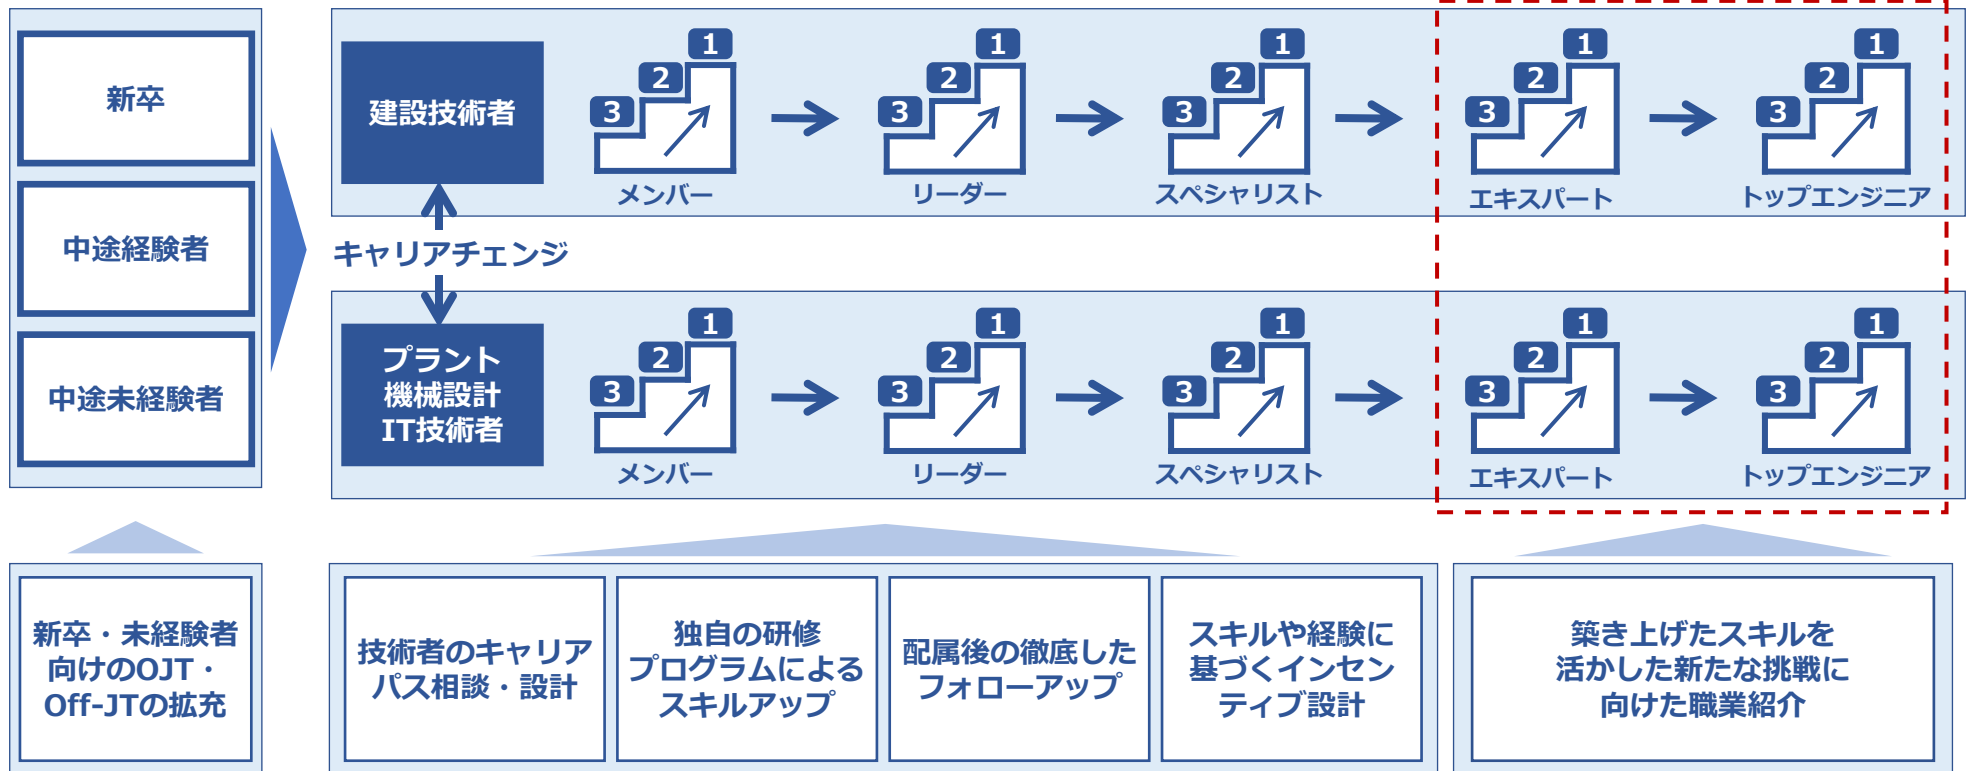 新卒
中途経験者
中途未経験者
建設技術者
3
2
1
メンバー
3
2
1
リーダー
3
2
1
スペシャリスト
3
2
1
エキスパート
3
2
1
トップエンジニア
キャリアチェンジ
プラント
機械設計
IT技術者
3
2
1
メンバー
3
2
1
リーダー
3
2
1
スペシャリスト
3
2
1
エキスパート
3
2
1
トップエンジニア
新卒・未経験者
向けのOJT・
Off-JTの拡充
技術者のキャリア
パス相談・設計
独自の研修
プログラムによる
スキルアップ
配属後の徹底した
フォローアップ
スキルや経験に
基づくインセン
ティブ設計
築き上げたスキルを
活かした新たな挑戦に
向けた職業紹介